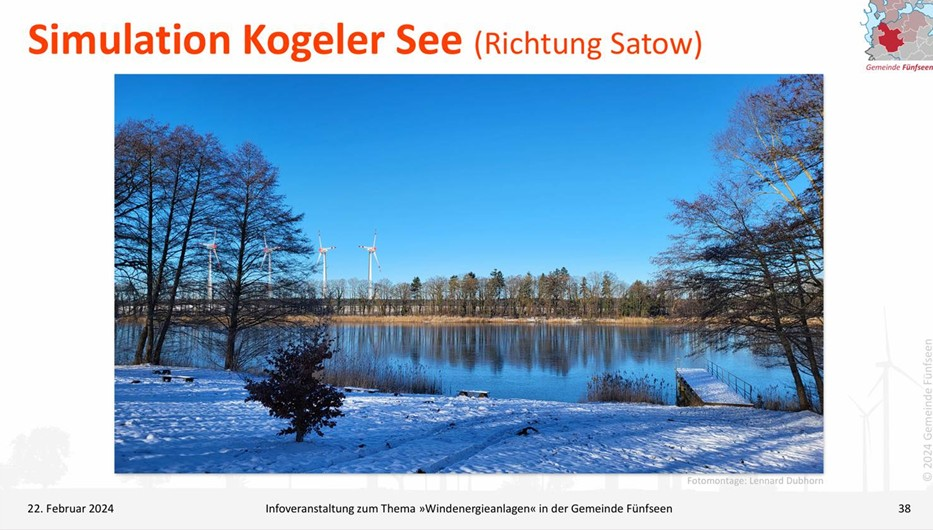 Simulation Kogeler See (Richtung Satow)
Gemeinde Fünfseen
© 2024 Gemeinde Fünfseen
Fotomontage: Lennard Dubhorn
22. Februar 2024
Infoveranstaltung zum Thema »Windenergieanlagen« in der Gemeinde Fünfseen
38